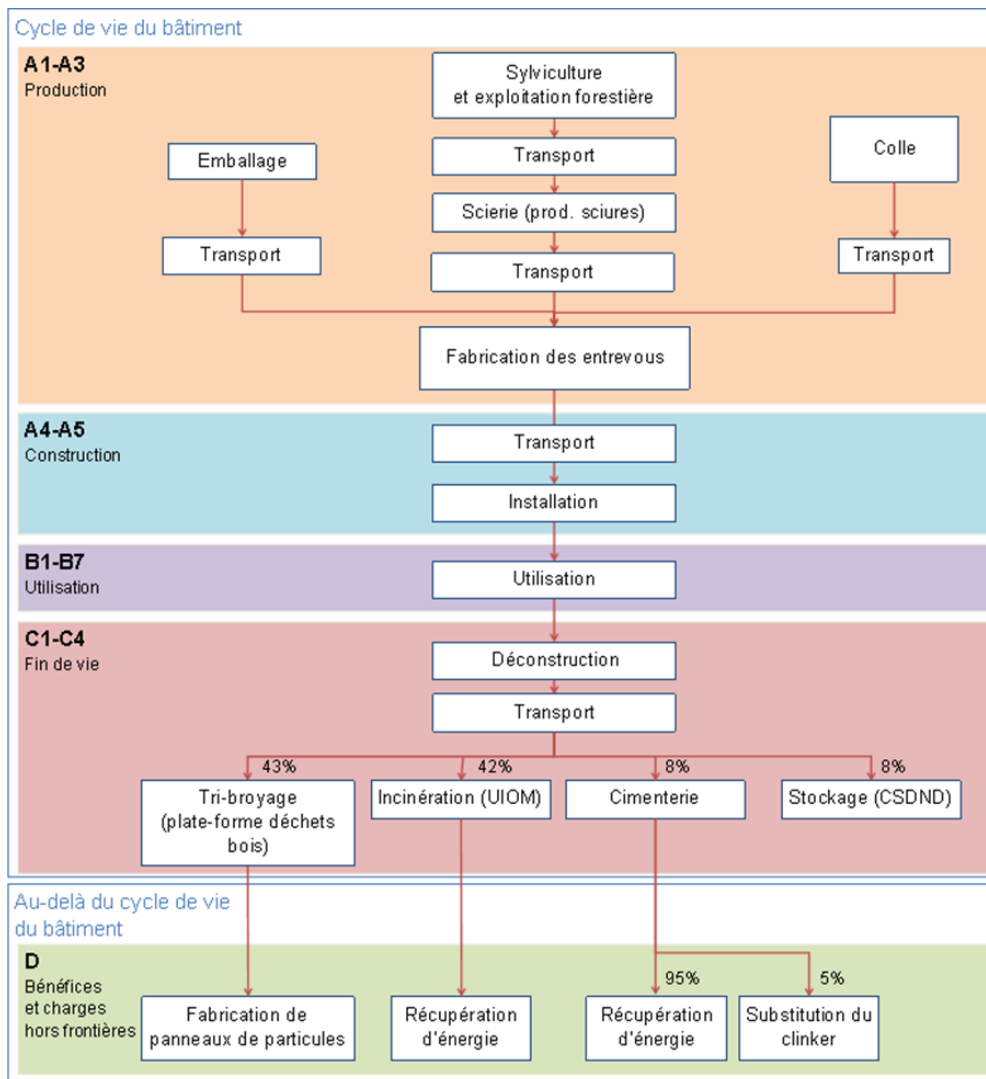 Cycle de vie du bâtiment
A1-A3
Production
Sylviculture
et exploitation forestière
Emballage
Transport
Colle
Scierie (prod. sciures)
Transport
Transport
Transport
Fabrication des entrevous
A4-A5
Construction
Transport
Installation
B1-B7
Utilisation
Utilisation
C1-C4
Fin de vie
Déconstruction
Transport
43%
42%
8%
8%
Tri-broyage
(plate-forme déchets
bois)
Incinération (UIOM)
Cimenterie
Stockage (CSDND)
Au-delà du cycle de vie
du bâtiment
D
Bénéfices
et charges
hors frontières
95%
5%
Fabrication de
panneaux de particules
Récupération
d'énergie
Récupération
d'énergie
Substitution du
clinker